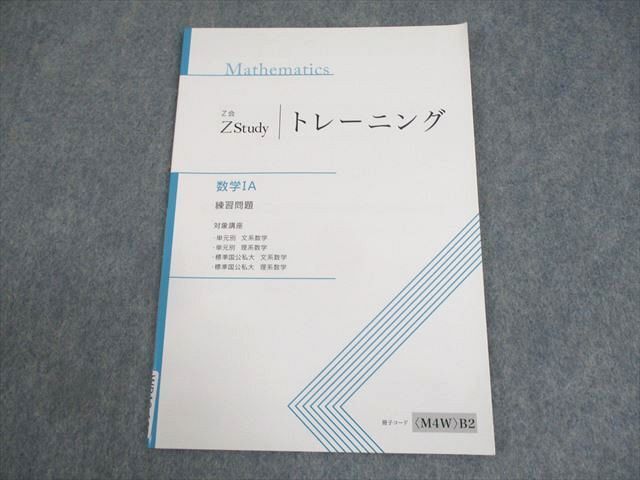 Mathematics
Z会
Z Study
トレーニング
数学IA
練習問題
対象講座
・単元別 文系数学
・単元別 理系数学
・標準国公私大 文系数学
・標準国公私大 理系数学
冊子コード 〈M4W〉B2